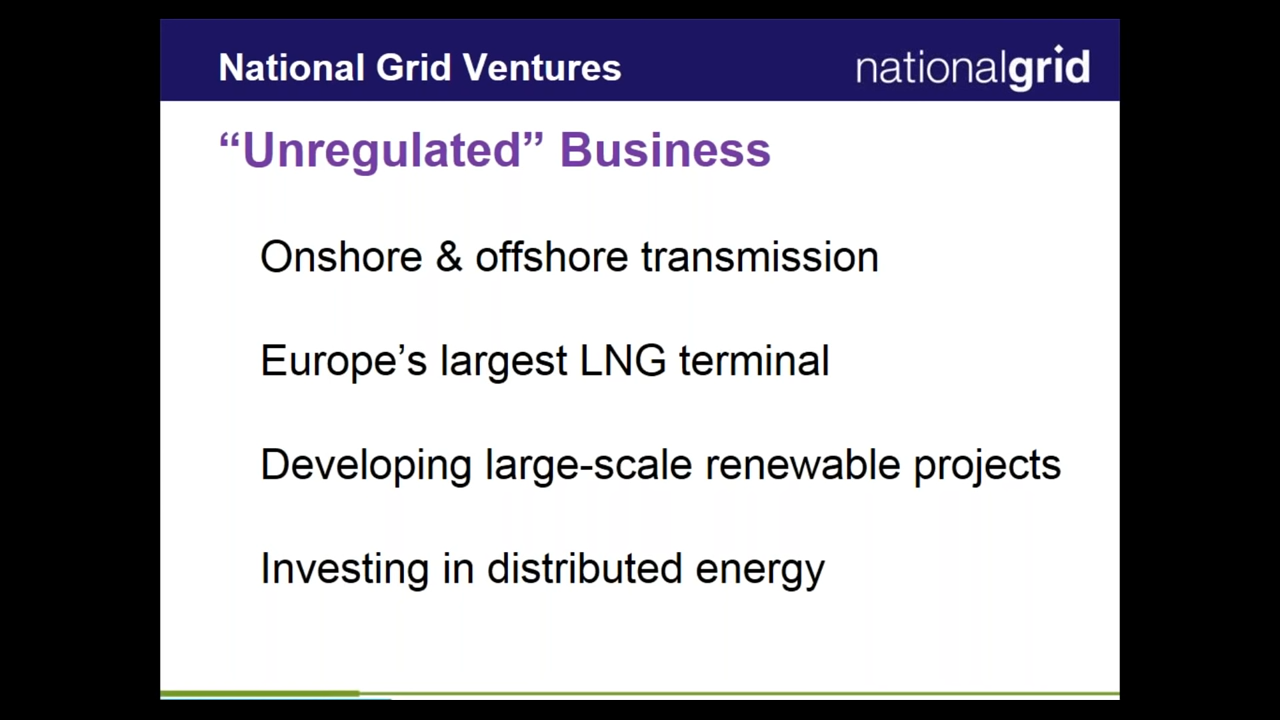 National Grid Ventures
nationalgrid
“Unregulated” Business
Onshore & offshore transmission
Europe’s largest LNG terminal
Developing large-scale renewable projects
Investing in distributed energy